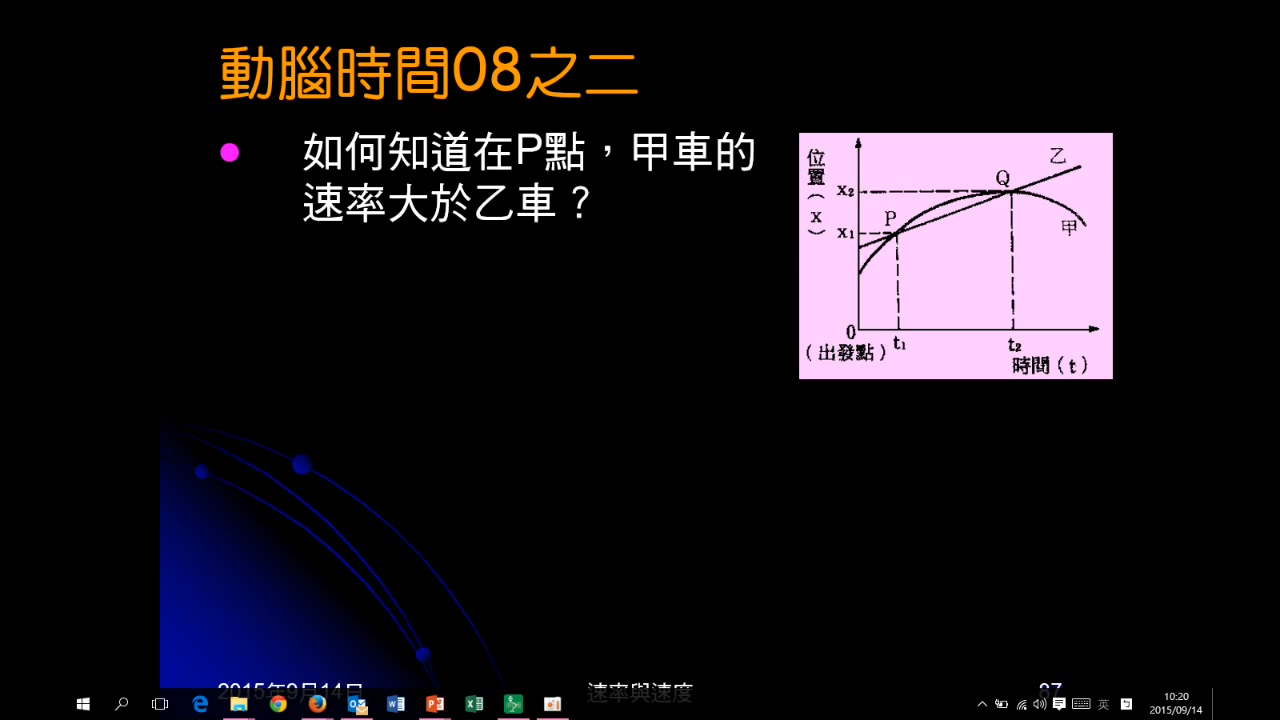 動腦時間08之二
如何知道在P點，甲車的
速率大於乙車？
位置（x）
x₂
x₁
P
Q
乙
甲
0
（出發點）
t₁
t₂
時間（t）
2015年9月14日
速率與速度
87
英
10:20
2015/09/14